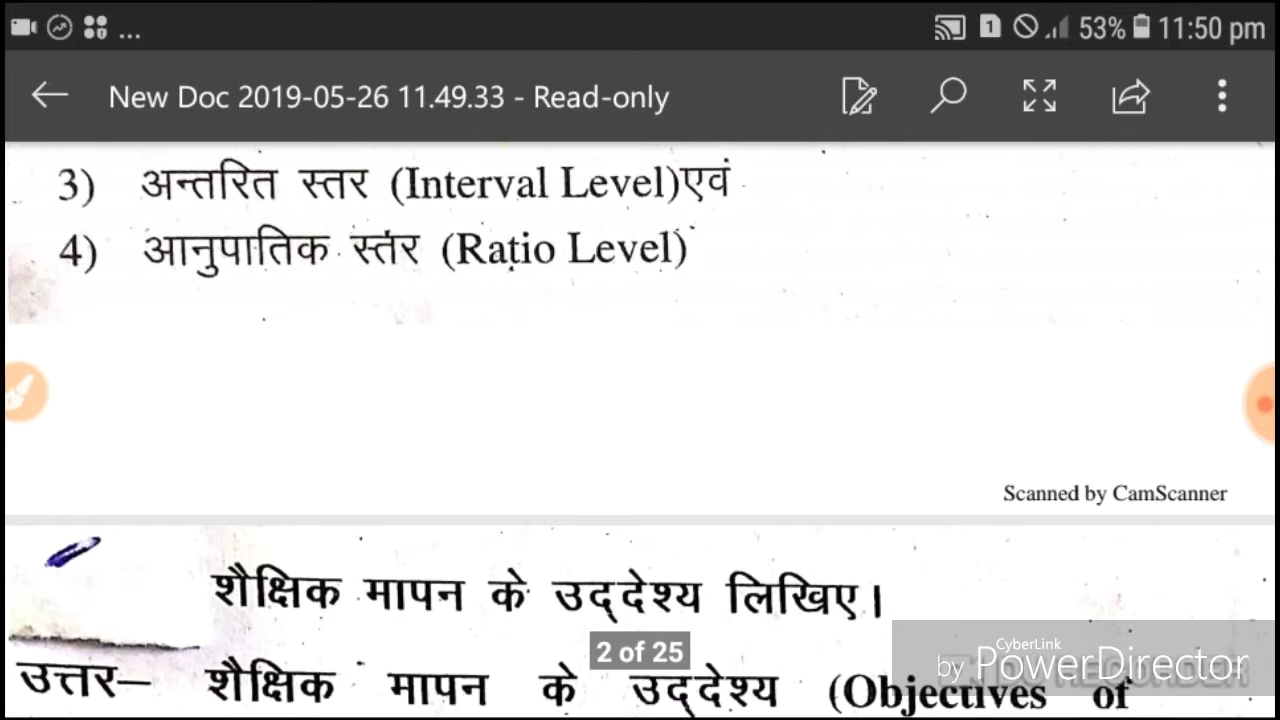 ... 53% 11:50 pm
New Doc 2019-05-26 11.49.33 - Read-only
3) अन्तरित स्तर (Interval Level)एवं
4) आनुपातिक स्तर (Ratio Level)
Scanned by CamScanner
शैक्षिक मापन के उद्देश्य लिखिए।
2 of 25
CyberLink
by PowerDirector
उत्तर– शैक्षिक मापन के उद्देश्य (Objectives of